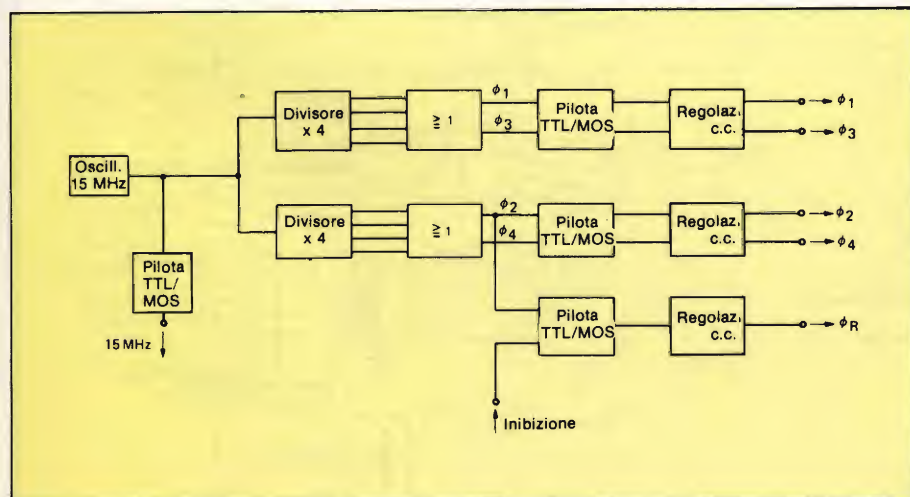 Oscill.
15 MHz
Pilota
TTL/
MOS
15 MHz
Divisore
x 4
≧ 1
ϕ1
ϕ3
Pilota
TTL/MOS
Regolaz.
c.c.
ϕ1
ϕ3
Divisore
x 4
≧ 1
ϕ2
ϕ4
Pilota
TTL/MOS
Regolaz.
c.c.
ϕ2
ϕ4
Pilota
TTL/MOS
Regolaz.
c.c.
ϕR
Inibizione